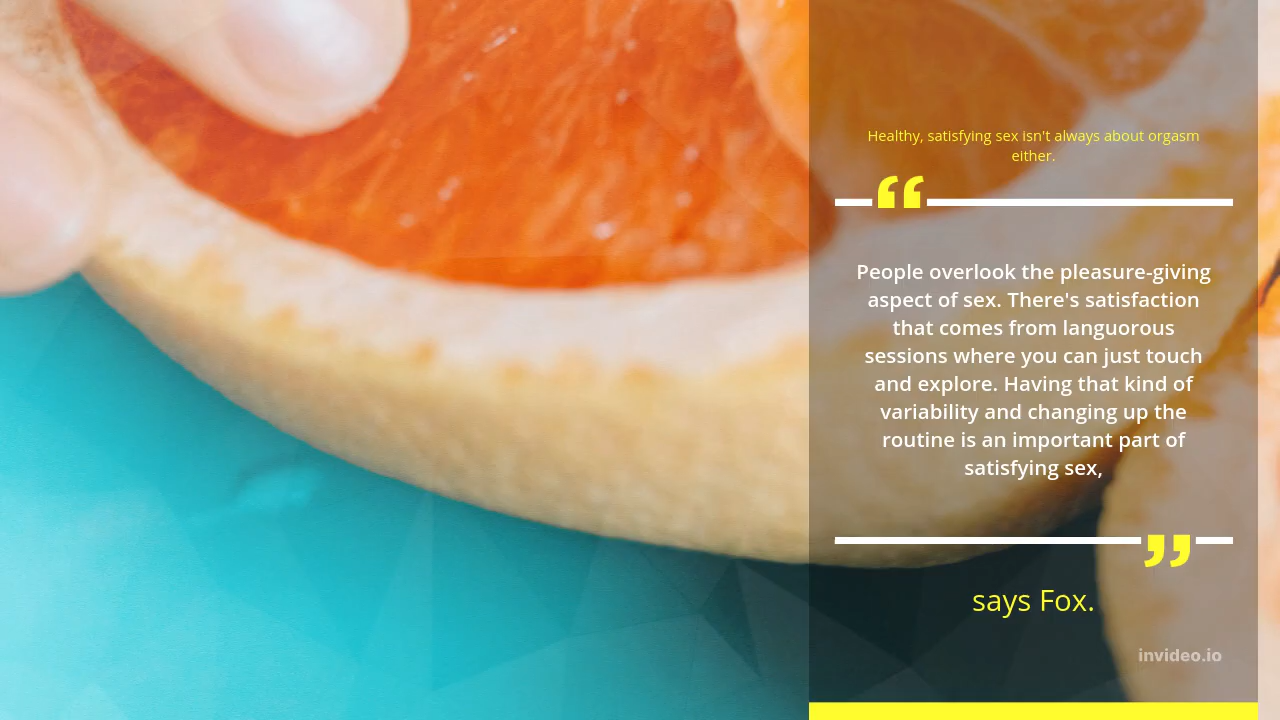 Healthy, satisfying sex isn't always about orgasm
either.
“
People overlook the pleasure-giving
aspect of sex. There's satisfaction
that comes from languorous
sessions where you can just touch
and explore. Having that kind of
variability and changing up the
routine is an important part of
satisfying sex,
”
says Fox.
invideo.io